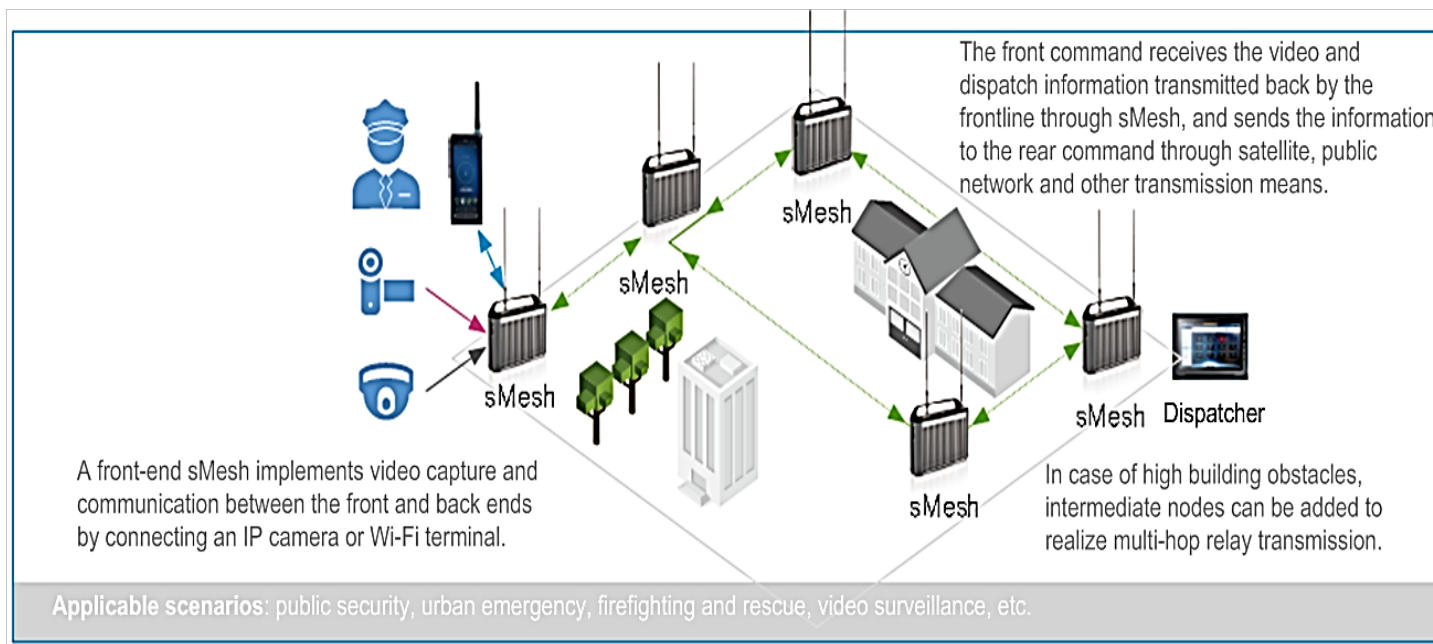 The front command receives the video and
dispatch information transmitted back by the
frontline through sMesh, and sends the information
to the rear command through satellite, public
network and other transmission means.
sMesh
sMesh
sMesh
sMesh
Dispatcher
sMesh
A front-end sMesh implements video capture and
communication between the front and back ends
by connecting an IP camera or Wi-Fi terminal.
In case of high building obstacles,
intermediate nodes can be added to
realize multi-hop relay transmission.
Applicable scenarios: public security, urban emergency, firefighting and rescue, video surveillance, etc.